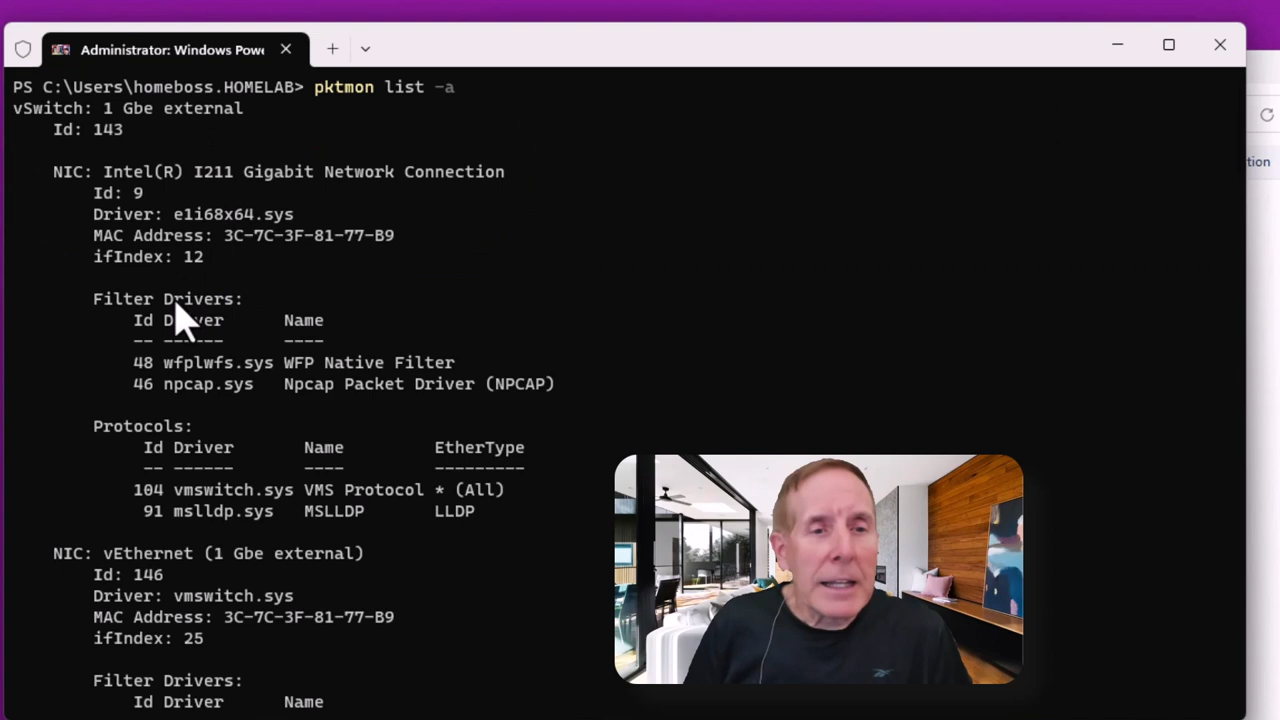 Administrator: Windows Powe
PS C:\Users\homeboss.HOMELAB> pktmon list -a
vSwitch: 1 Gbe external
Id: 143
NIC: Intel(R) I211 Gigabit Network Connection
Id: 9
Driver: e1i68x64.sys
MAC Address: 3C-7C-3F-81-77-B9
ifIndex: 12
Filter Drivers:
Id Driver Name
-- ------ ----
48 wfplwfs.sys WFP Native Filter
46 npcap.sys Npcap Packet Driver (NPCAP)
Protocols:
Id Driver Name EtherType
-- ------ ---- ---------
104 vmswitch.sys VMS Protocol * (All)
91 mslldp.sys MSLLDP LLDP
NIC: vEthernet (1 Gbe external)
Id: 146
Driver: vmswitch.sys
MAC Address: 3C-7C-3F-81-77-B9
ifIndex: 25
Filter Drivers:
Id Driver Name
tion